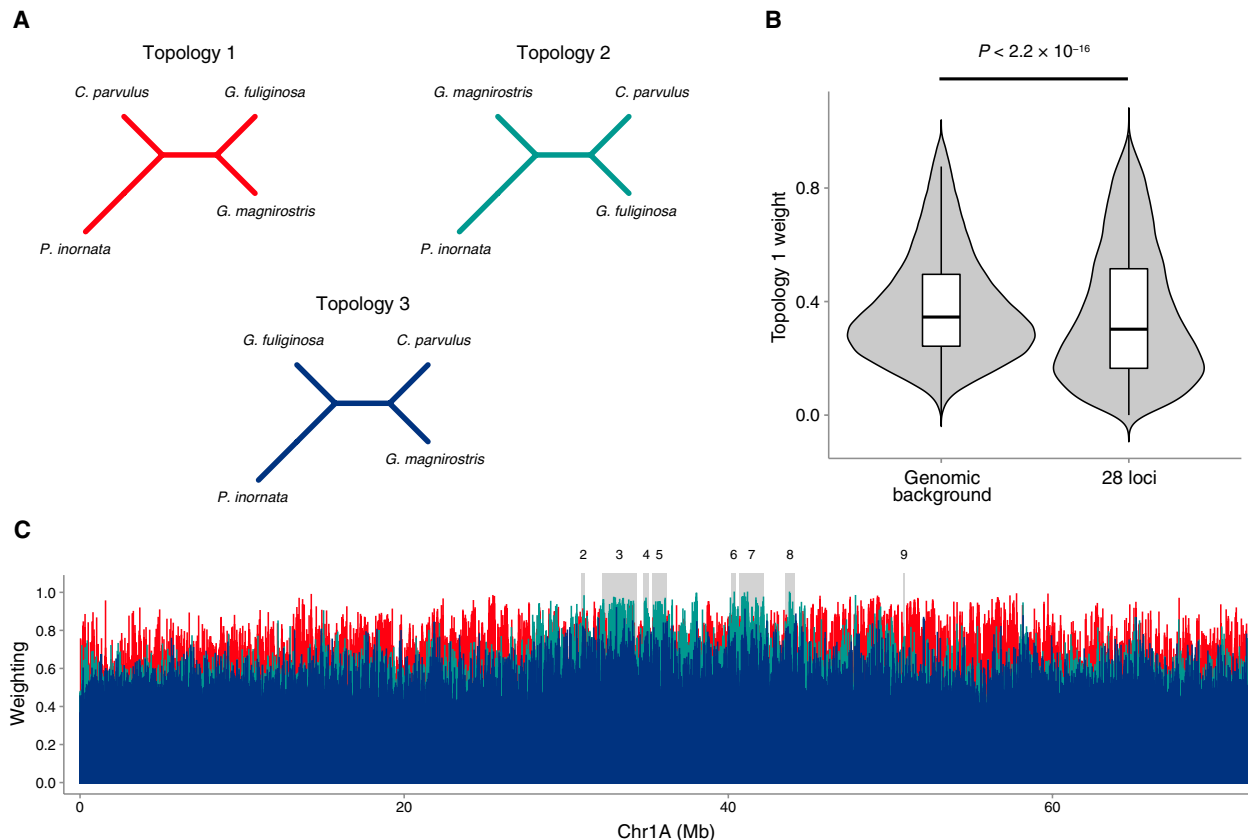 A
Topology 1
C. parvulus
G. fuliginosa
G. magnirostris
P. inornata
Topology 2
G. magnirostris
C. parvulus
G. fuliginosa
P. inornata
Topology 3
G. fuliginosa
C. parvulus
G. magnirostris
P. inornata
B
P < 2.2 × 10⁻¹⁶
Topology 1 weight
0.8
0.4
0.0
Genomic
background
28 loci
C
2 3 4 5 6 7 8 9
Weighting
1.0
0.8
0.6
0.4
0.2
0.0
0 20 40 60
Chr1A (Mb)